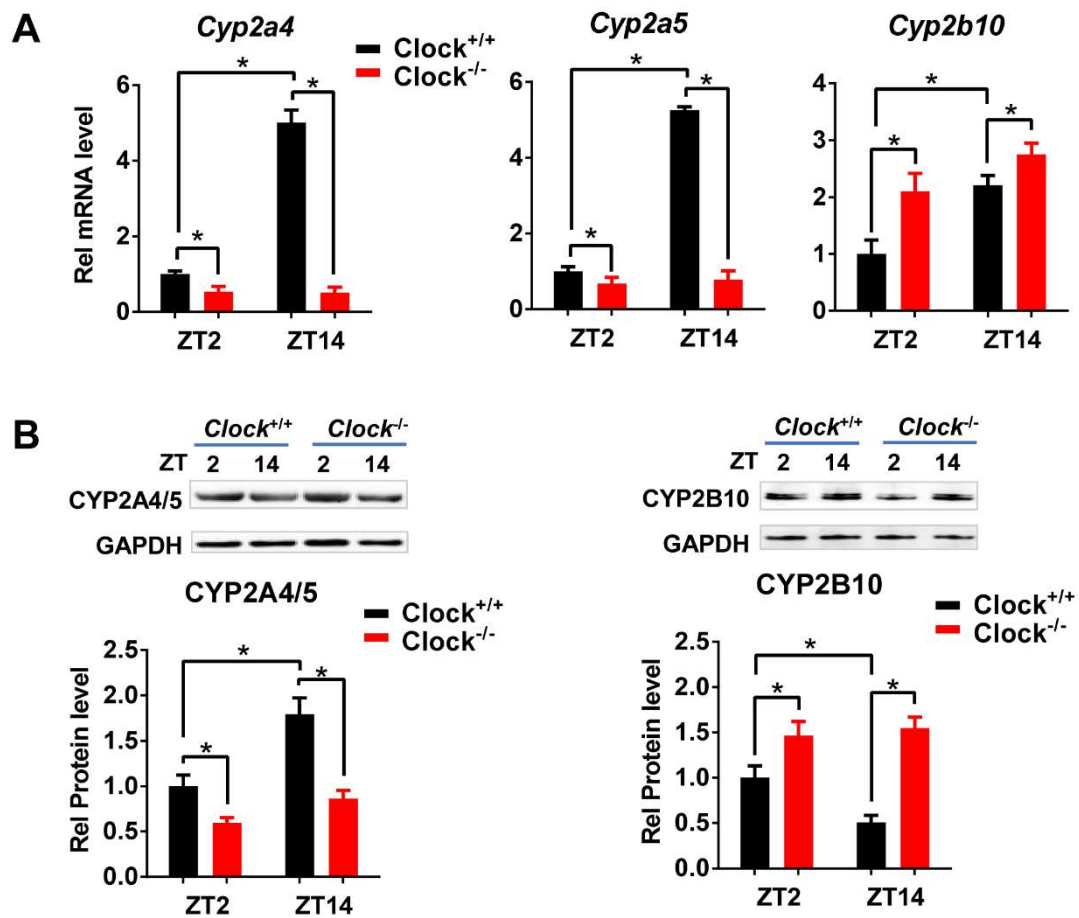 A
Cyp2a4
Clock+/+
Clock-/-
Cyp2a5
Cyp2b10
Rel mRNA level
6
4
2
0
* * *
ZT2 ZT14
6
4
2
0
* * *
ZT2 ZT14
4
3
2
1
0
* * *
ZT2 ZT14
B
Clock+/+ Clock-/-
ZT 2 14 2 14
CYP2A4/5
GAPDH
CYP2A4/5
Clock+/+
Clock-/-
Rel Protein level
2.5
2.0
1.5
1.0
0.5
0.0
* * *
ZT2 ZT14
Clock+/+ Clock-/-
ZT 2 14 2 14
CYP2B10
GAPDH
CYP2B10
Clock+/+
Clock-/-
Rel Protein level
2.5
2.0
1.5
1.0
0.5
0.0
* * *
ZT2 ZT14